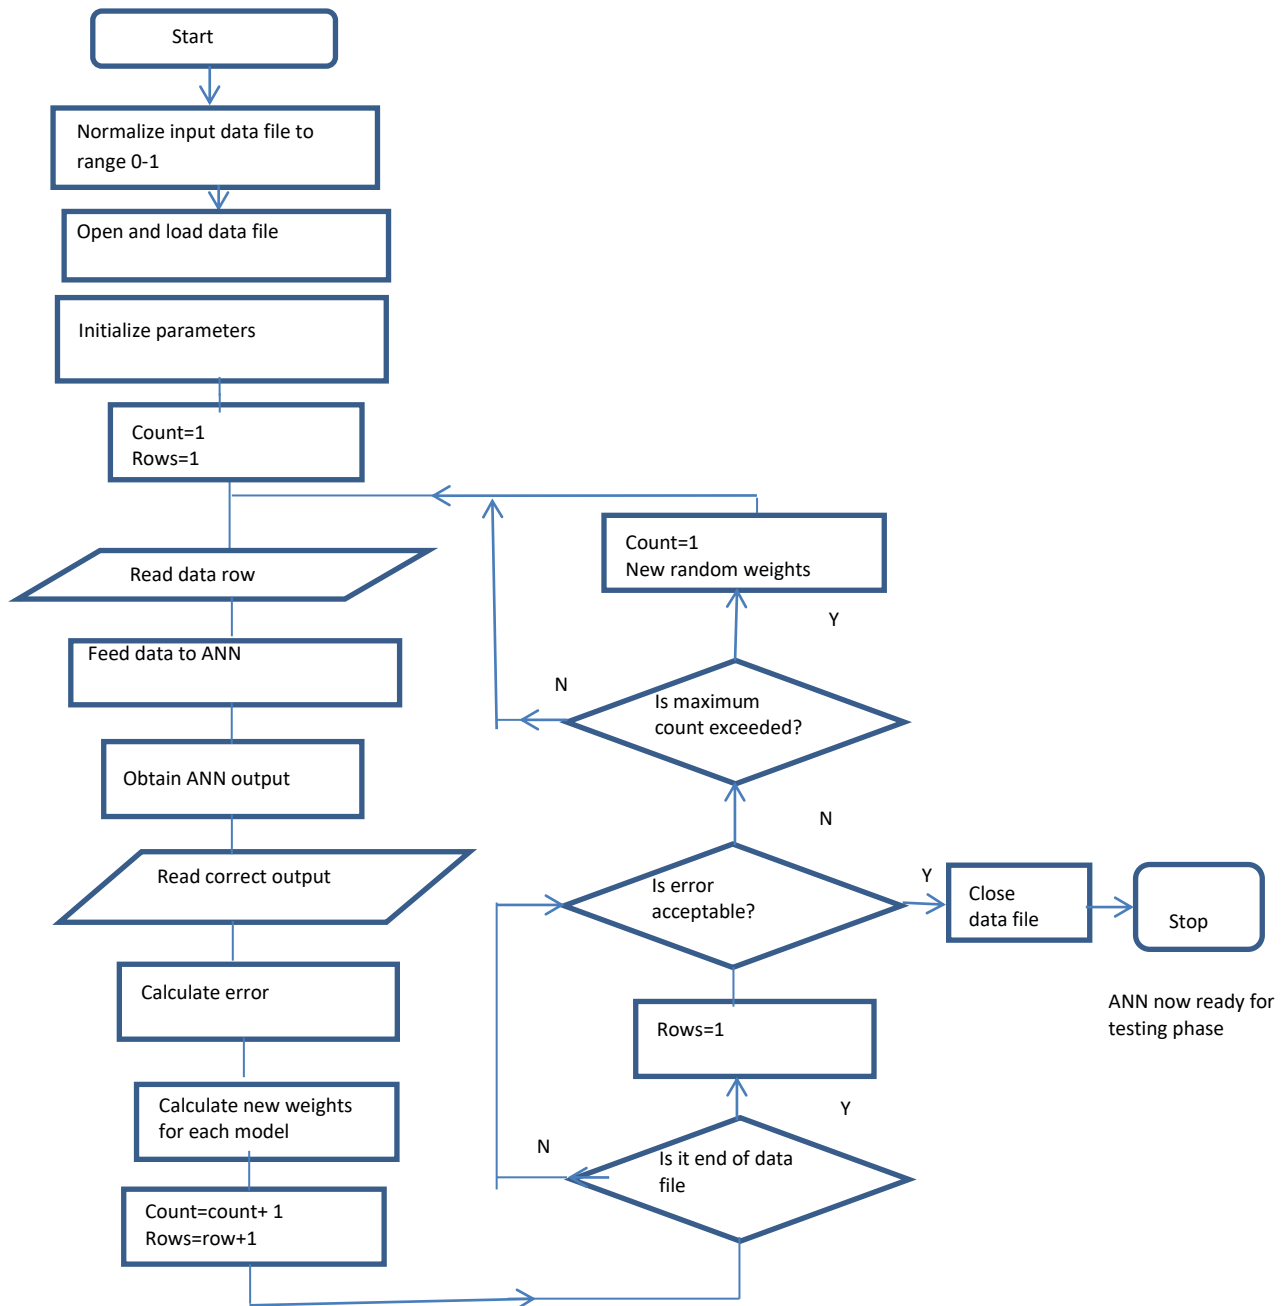 Start
Normalize input data file to
range 0-1
Open and load data file
Initialize parameters
Count=1
Rows=1
Read data row
Feed data to ANN
Obtain ANN output
Read correct output
Calculate error
Calculate new weights
for each model
Count=count+ 1
Rows=row+1
Count=1
New random weights
Y
N
Is maximum
count exceeded?
N
Is error
acceptable?
Y
Close
data file
Stop
ANN now ready for
testing phase
Rows=1
Y
N
Is it end of data
file